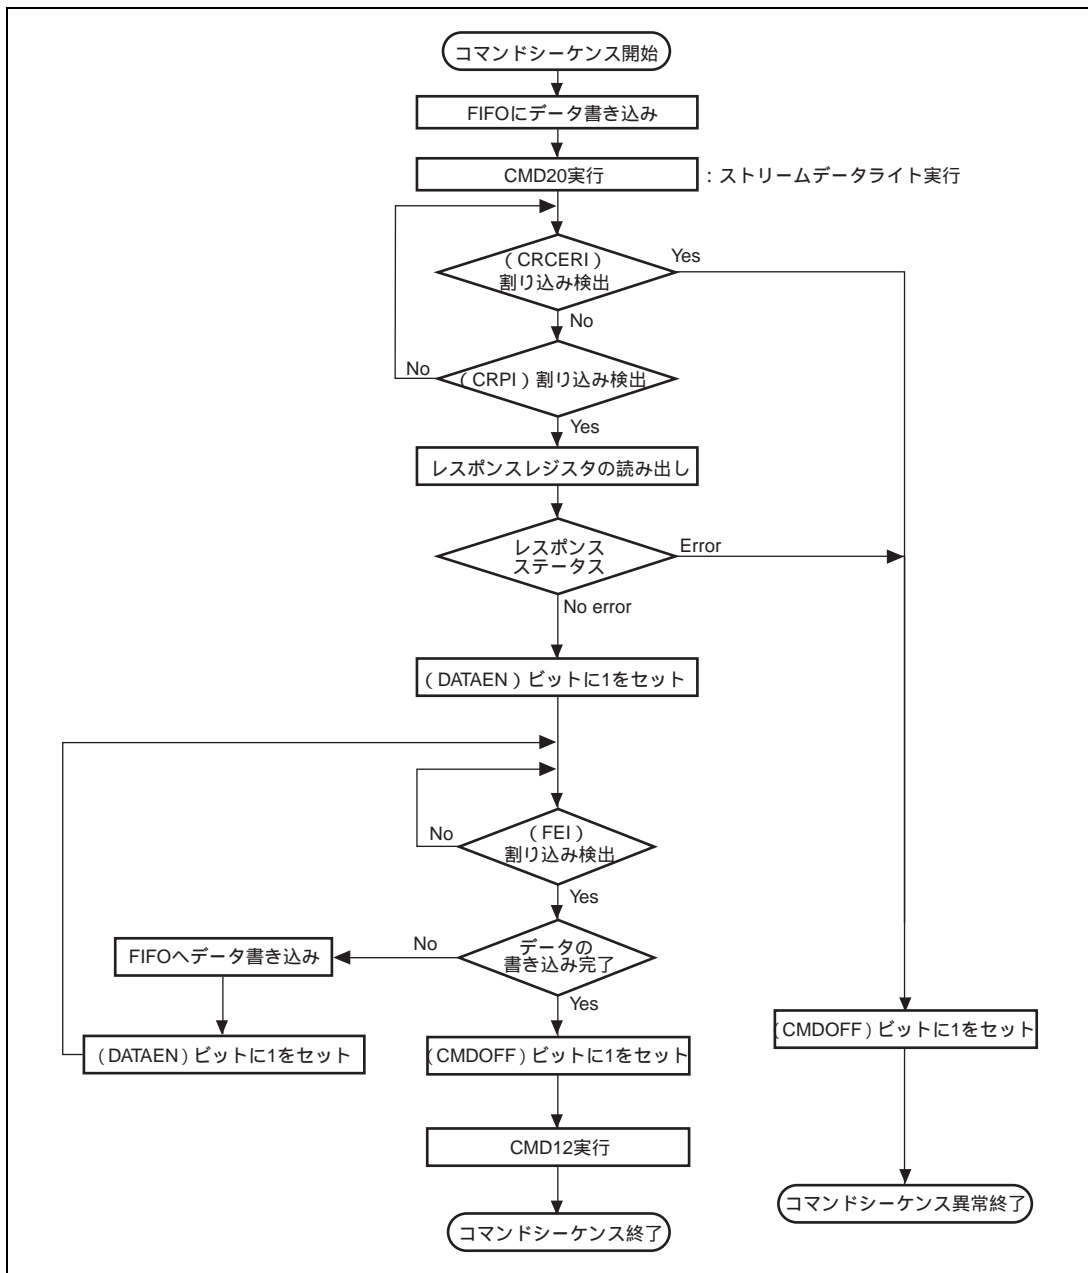 コマンドシーケンス開始
FIFOにデータ書き込み
CMD20実行
：ストリームデータライト実行
（CRCERI）
割り込み検出
Yes
No
（CRPI）割り込み検出
No
Yes
レスポンスレジスタの読み出し
レスポンス
ステータス
Error
No error
（DATAEN）ビットに1をセット
（FEI）
割り込み検出
No
Yes
データの
書き込み完了
No
FIFOへデータ書き込み
Yes
（DATAEN）ビットに1をセット
（CMDOFF）ビットに1をセット
（CMDOFF）ビットに1をセット
CMD12実行
コマンドシーケンス終了
コマンドシーケンス異常終了